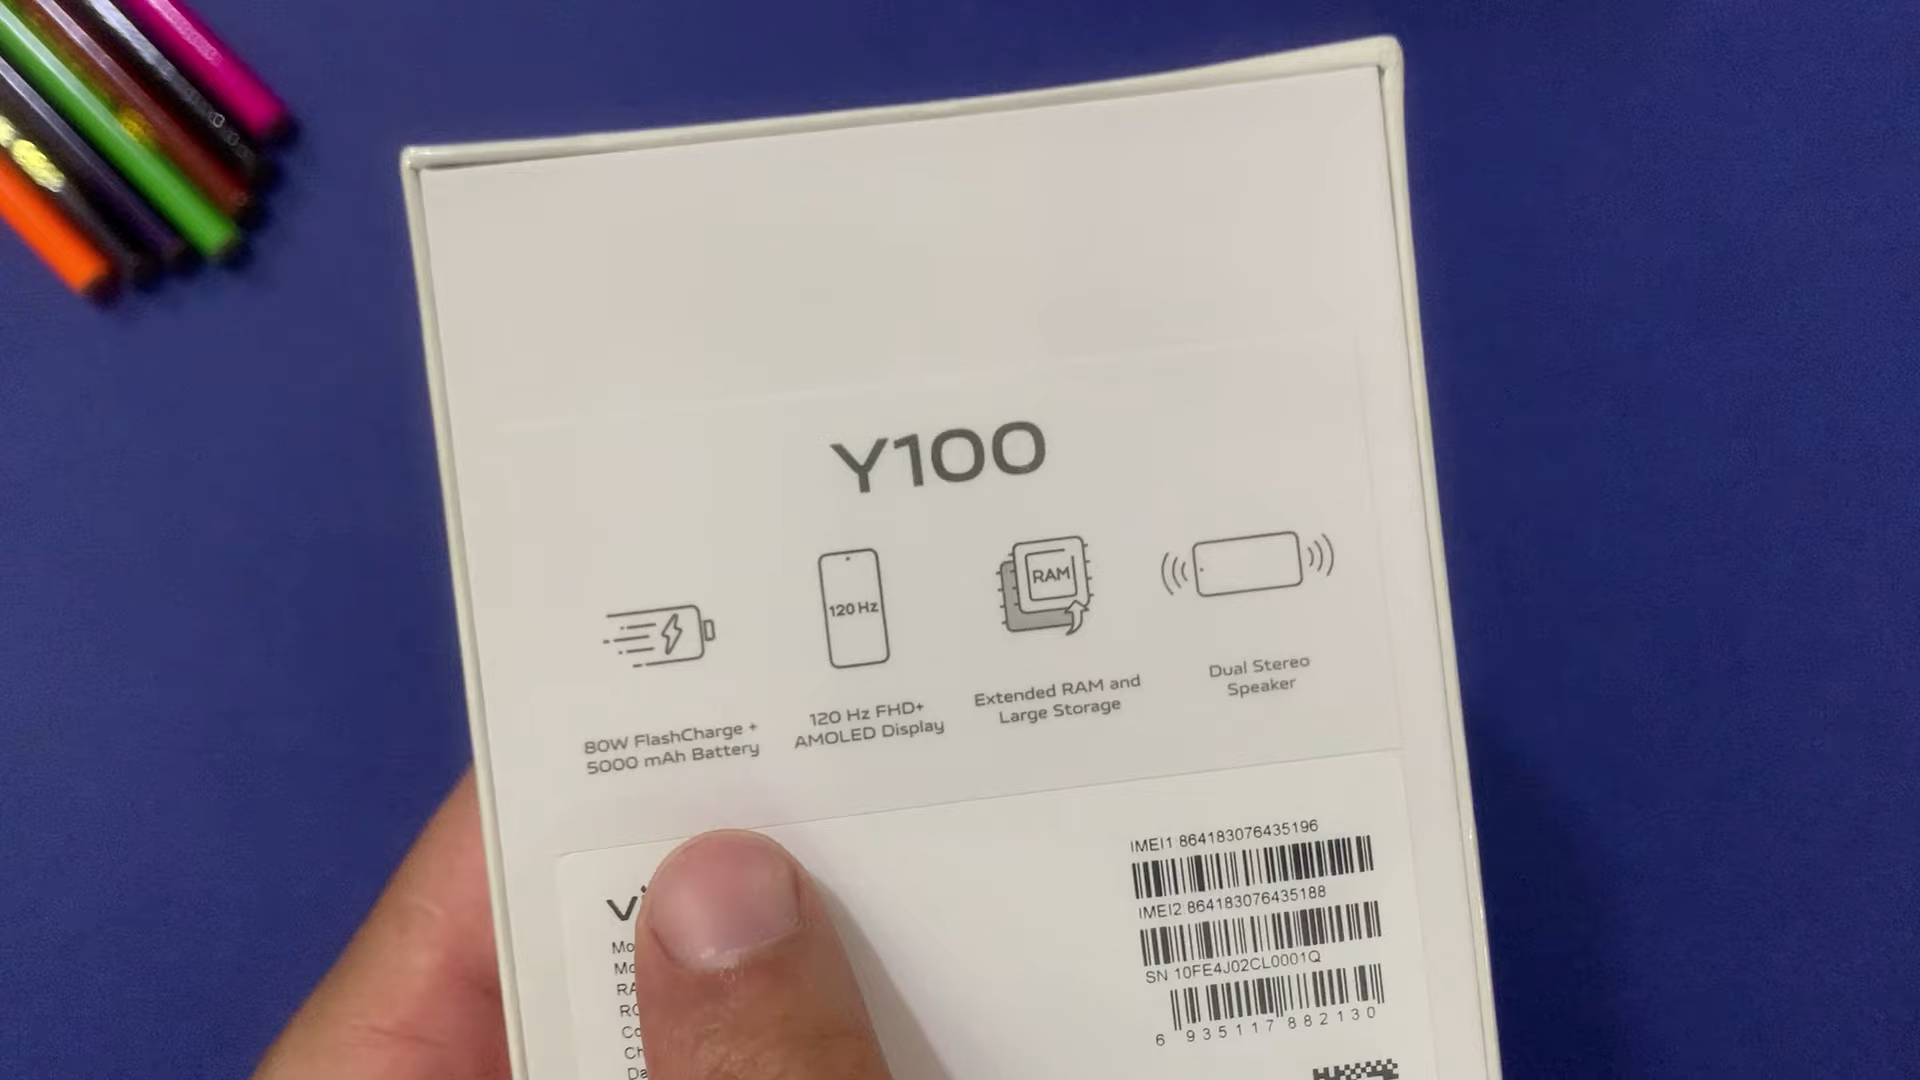 Y100
120 Hz
RAM
80W FlashCharge +
5000 mAh Battery
120 Hz FHD+
AMOLED Display
Extended RAM and
Large Storage
Dual Stereo
Speaker
IMEI1 864183076435196
IMEI2 864183076435188
SN 10FE4J02CL0001Q
6 935117 882130